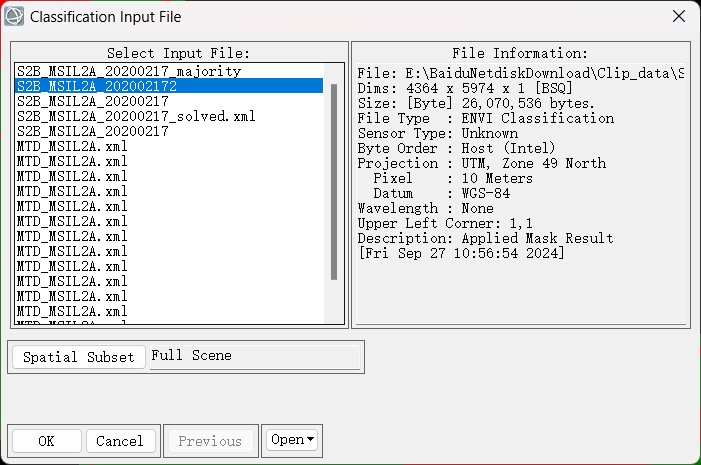 Classification Input File
Select Input File:
S2B_MSIL2A_20200217_majority
S2B_MSIL2A_202002172
S2B_MSIL2A_20200217
S2B_MSIL2A_20200217_solved.xml
S2B_MSIL2A_20200217
MTD_MSIL2A.xml
MTD_MSIL2A.xml
MTD_MSIL2A.xml
MTD_MSIL2A.xml
MTD_MSIL2A.xml
MTD_MSIL2A.xml
MTD_MSIL2A.xml
MTD_MSIL2A.xml
MTD_MSIL2A.xml
MTD_MSIL2A.xml
MTD_MSIL2A.xml
MTD_MSIL2A.xml
MTD_MSIL2A.xml
File Information:
File: E:\BaiduNetdiskDownload\Clip_data\S
Dims: 4364 x 5974 x 1 [BSQ]
Size: [Byte] 26,070,536 bytes.
File Type : ENVI Classification
Sensor Type: Unknown
Byte Order : Host (Intel)
Projection : UTM, Zone 49 North
Pixel : 10 Meters
Datum : WGS-84
Wavelength : None
Upper Left Corner: 1,1
Description: Applied Mask Result
[Fri Sep 27 10:56:54 2024]
Spatial Subset
Full Scene
OK
Cancel
Previous
Open